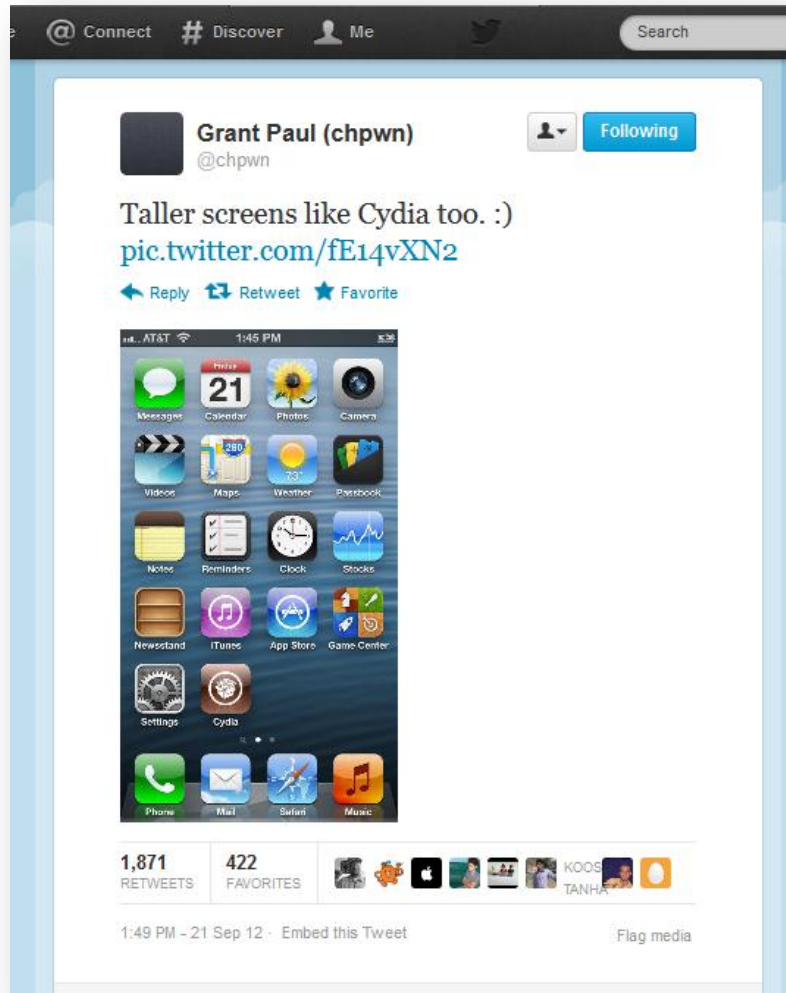 @ Connect # Discover Me Search
Grant Paul (chpwn) Following
@chpwn
Taller screens like Cydia too. :)
pic.twitter.com/fE14vXN2
Reply Retweet Favorite
AT&T 1:45 PM
Friday
21 280 73°
Messages Calendar Photos Camera
Videos Maps Weather Passbook
Notes Reminders Clock Stocks
Newsstand iTunes App Store Game Center
Settings Cydia
Phone Mail Safari Music
1,871 422
RETWEETS FAVORITES
KOOS
TANHA
1:49 PM - 21 Sep 12 · Embed this Tweet Flag media